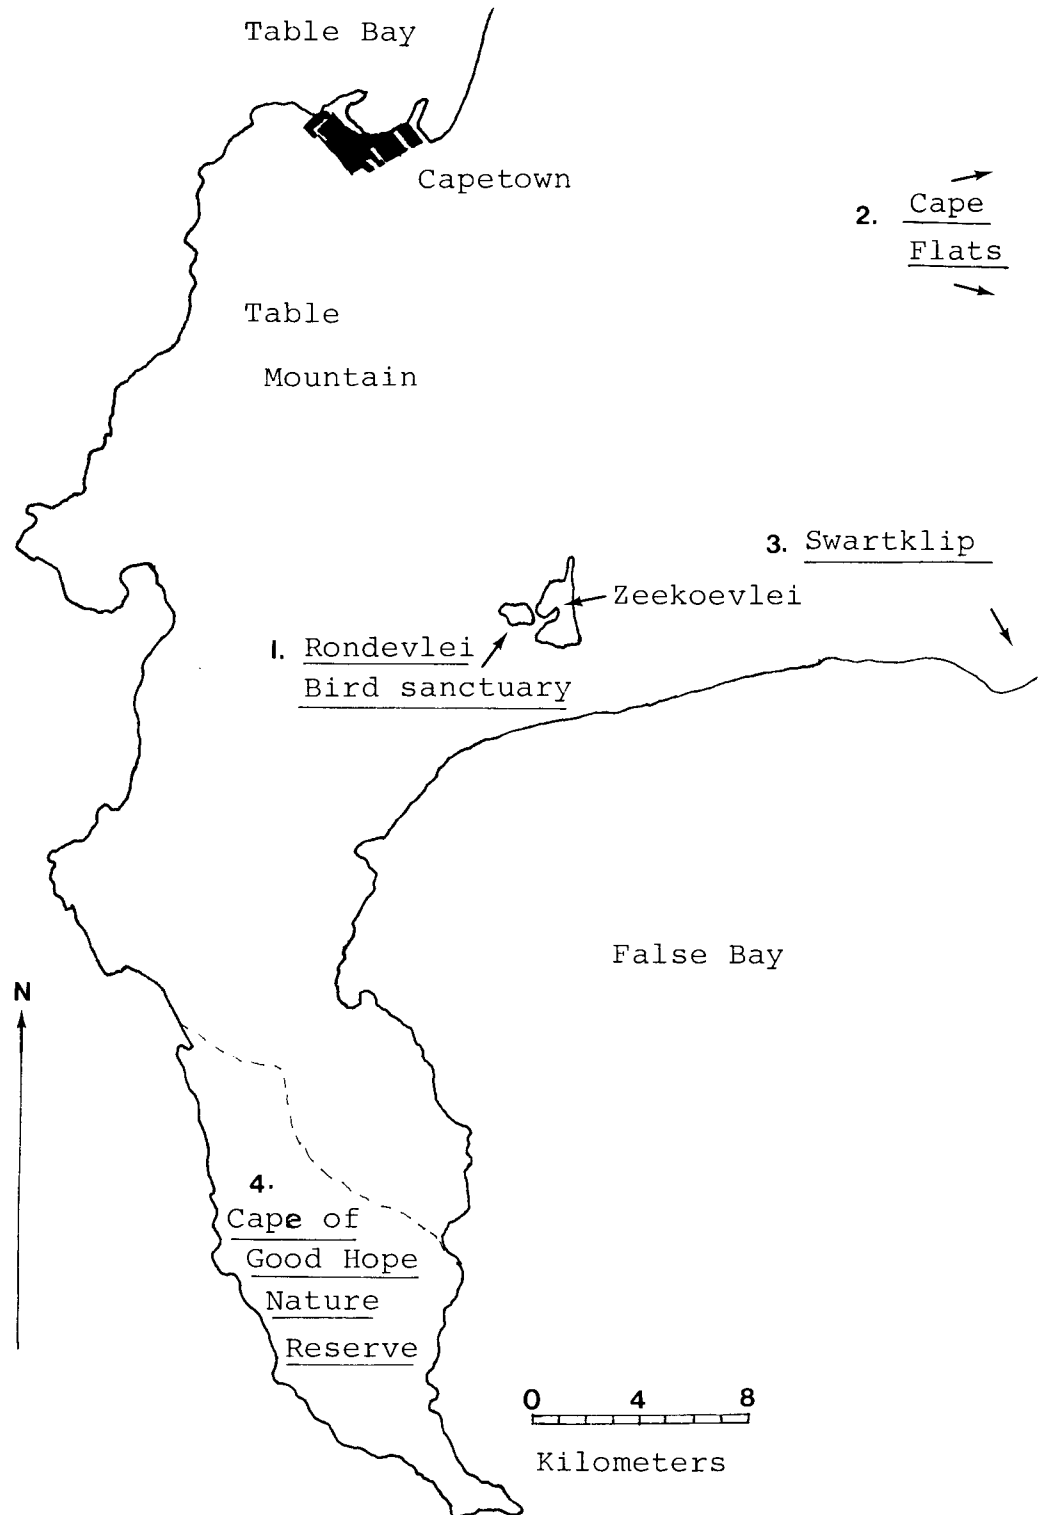 Table Bay
Capetown
2. Cape
Flats
Table
Mountain
3. Swartklip
Zeekoevlei
1. Rondevlei
Bird sanctuary
False Bay
N
4.
Cape of
Good Hope
Nature
Reserve
0 4 8
Kilometers